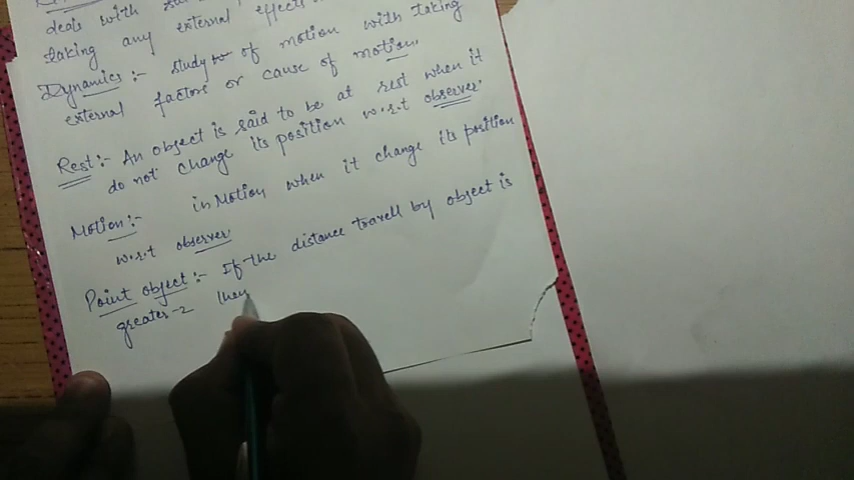 deals with
taking any external effects
Dynamics :- study of motion with taking
external factors or cause of motion.
Rest :- An object is said to be at rest when it
do not change its position w.r.t observer.
Motion :- in Motion when it change its position
w.r.t observer.
Point object :- If the distance travell by object is
greater